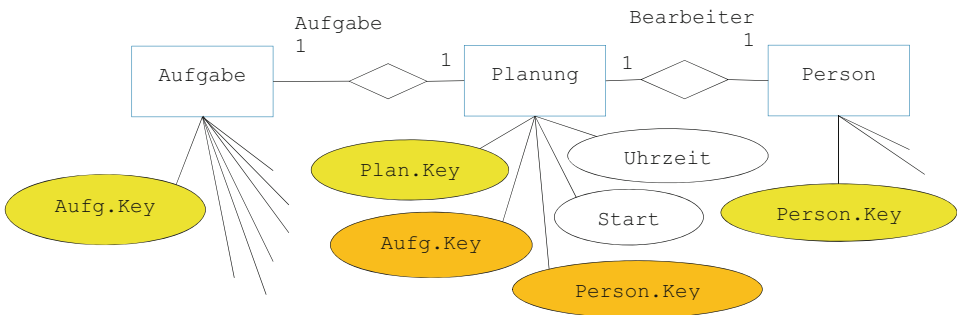 Aufgabe
1
Bearbeiter
1
Aufgabe
1
Planung
1
Person
Plan.Key
Uhrzeit
Aufg.Key
Start
Person.Key
Aufg.Key
Person.Key